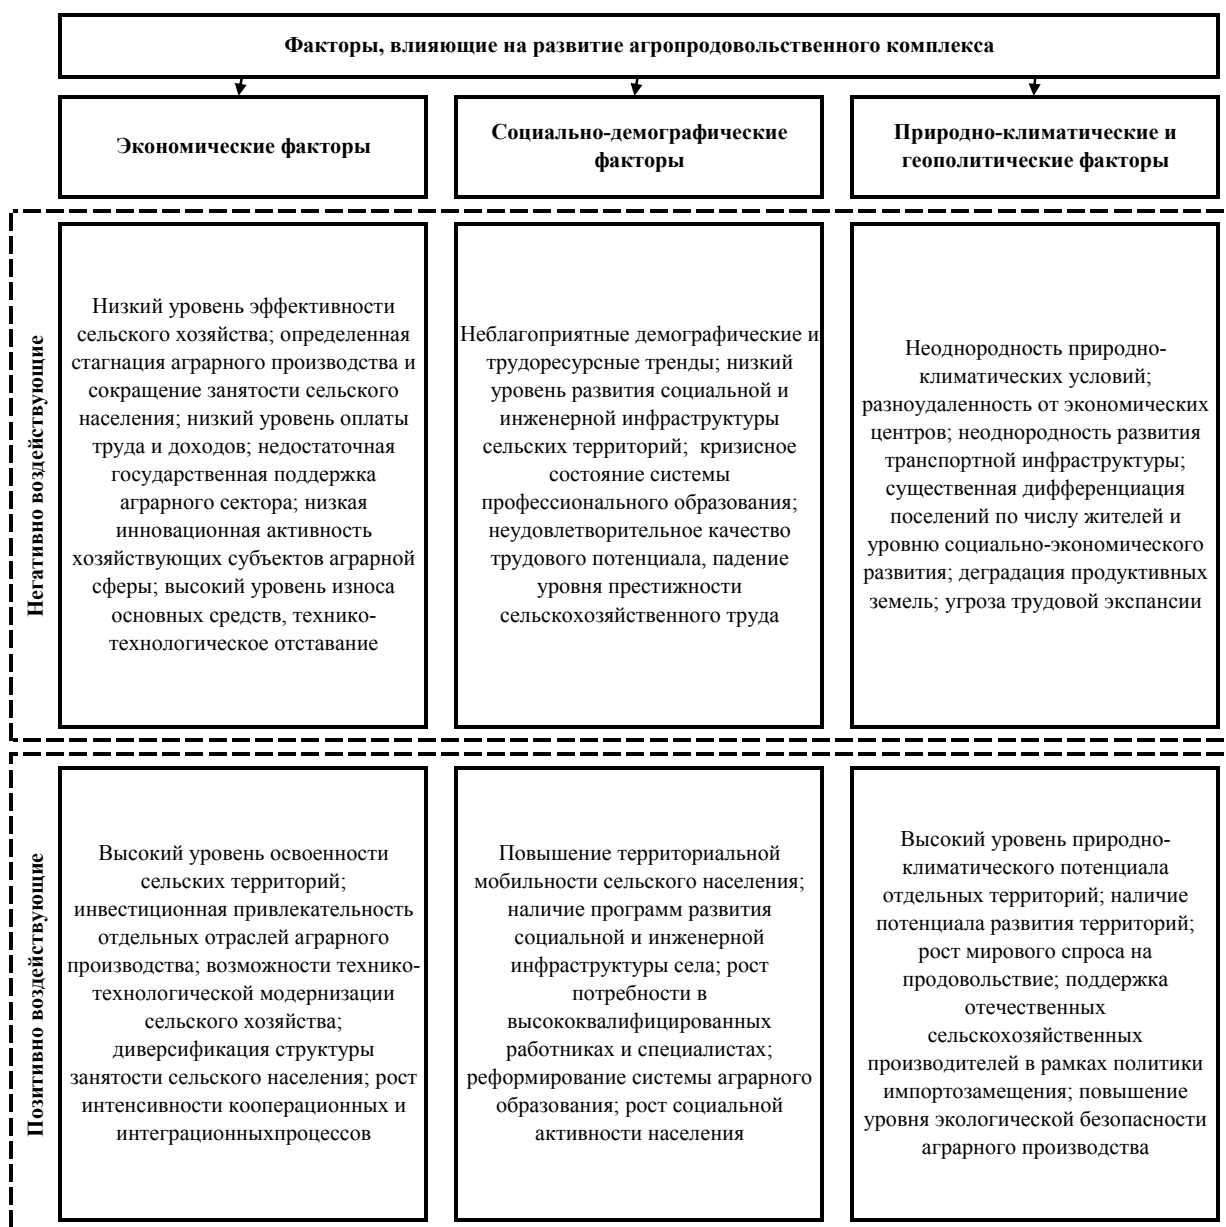 Факторы, влияющие на развитие агропродовольственного комплекса
Экономические факторы
Социально-демографические
факторы
Природно-климатические и
геополитические факторы
Негативно воздействующие
Низкий уровень эффективности
сельского хозяйства; определенная
стагнация аграрного производства и
сокращение занятости сельского
населения; низкий уровень оплаты
труда и доходов; недостаточная
государственная поддержка
аграрного сектора; низкая
инновационная активность
хозяйствующих субъектов аграрной
сферы; высокий уровень износа
основных средств, технико-
технологическое отставание
Неблагоприятные демографические и
трудоресурсные тренды; низкий
уровень развития социальной и
инженерной инфраструктуры
сельских территорий;  кризисное
состояние системы
профессионального образования;
неудовлетворительное качество
трудового потенциала, падение
уровня престижности
сельскохозяйственного труда
Неоднородность природно-
климатических условий;
разноудаленность от экономических
центров; неоднородность развития
транспортной инфраструктуры;
существенная дифференциация
поселений по числу жителей и
уровню социально-экономического
развития; деградация продуктивных
земель; угроза трудовой экспансии
Позитивно воздействующие
Высокий уровень освоенности
сельских территорий;
инвестиционная привлекательность
отдельных отраслей аграрного
производства; возможности технико-
технологической модернизации
сельского хозяйства;
диверсификация структуры
занятости сельского населения; рост
интенсивности кооперационных и
интеграционныхпроцессов
Повышение территориальной
мобильности сельского населения;
наличие программ развития
социальной и инженерной
инфраструктуры села; рост
потребности в
высококвалифицированных
работниках и специалистах;
реформирование системы аграрного
образования; рост социальной
активности населения
Высокий уровень природно-
климатического потенциала
отдельных территорий; наличие
потенциала развития территорий;
рост мирового спроса на
продовольствие; поддержка
отечественных
сельскохозяйственных
производителей в рамках политики
импортозамещения; повышение
уровня экологической безопасности
аграрного производства